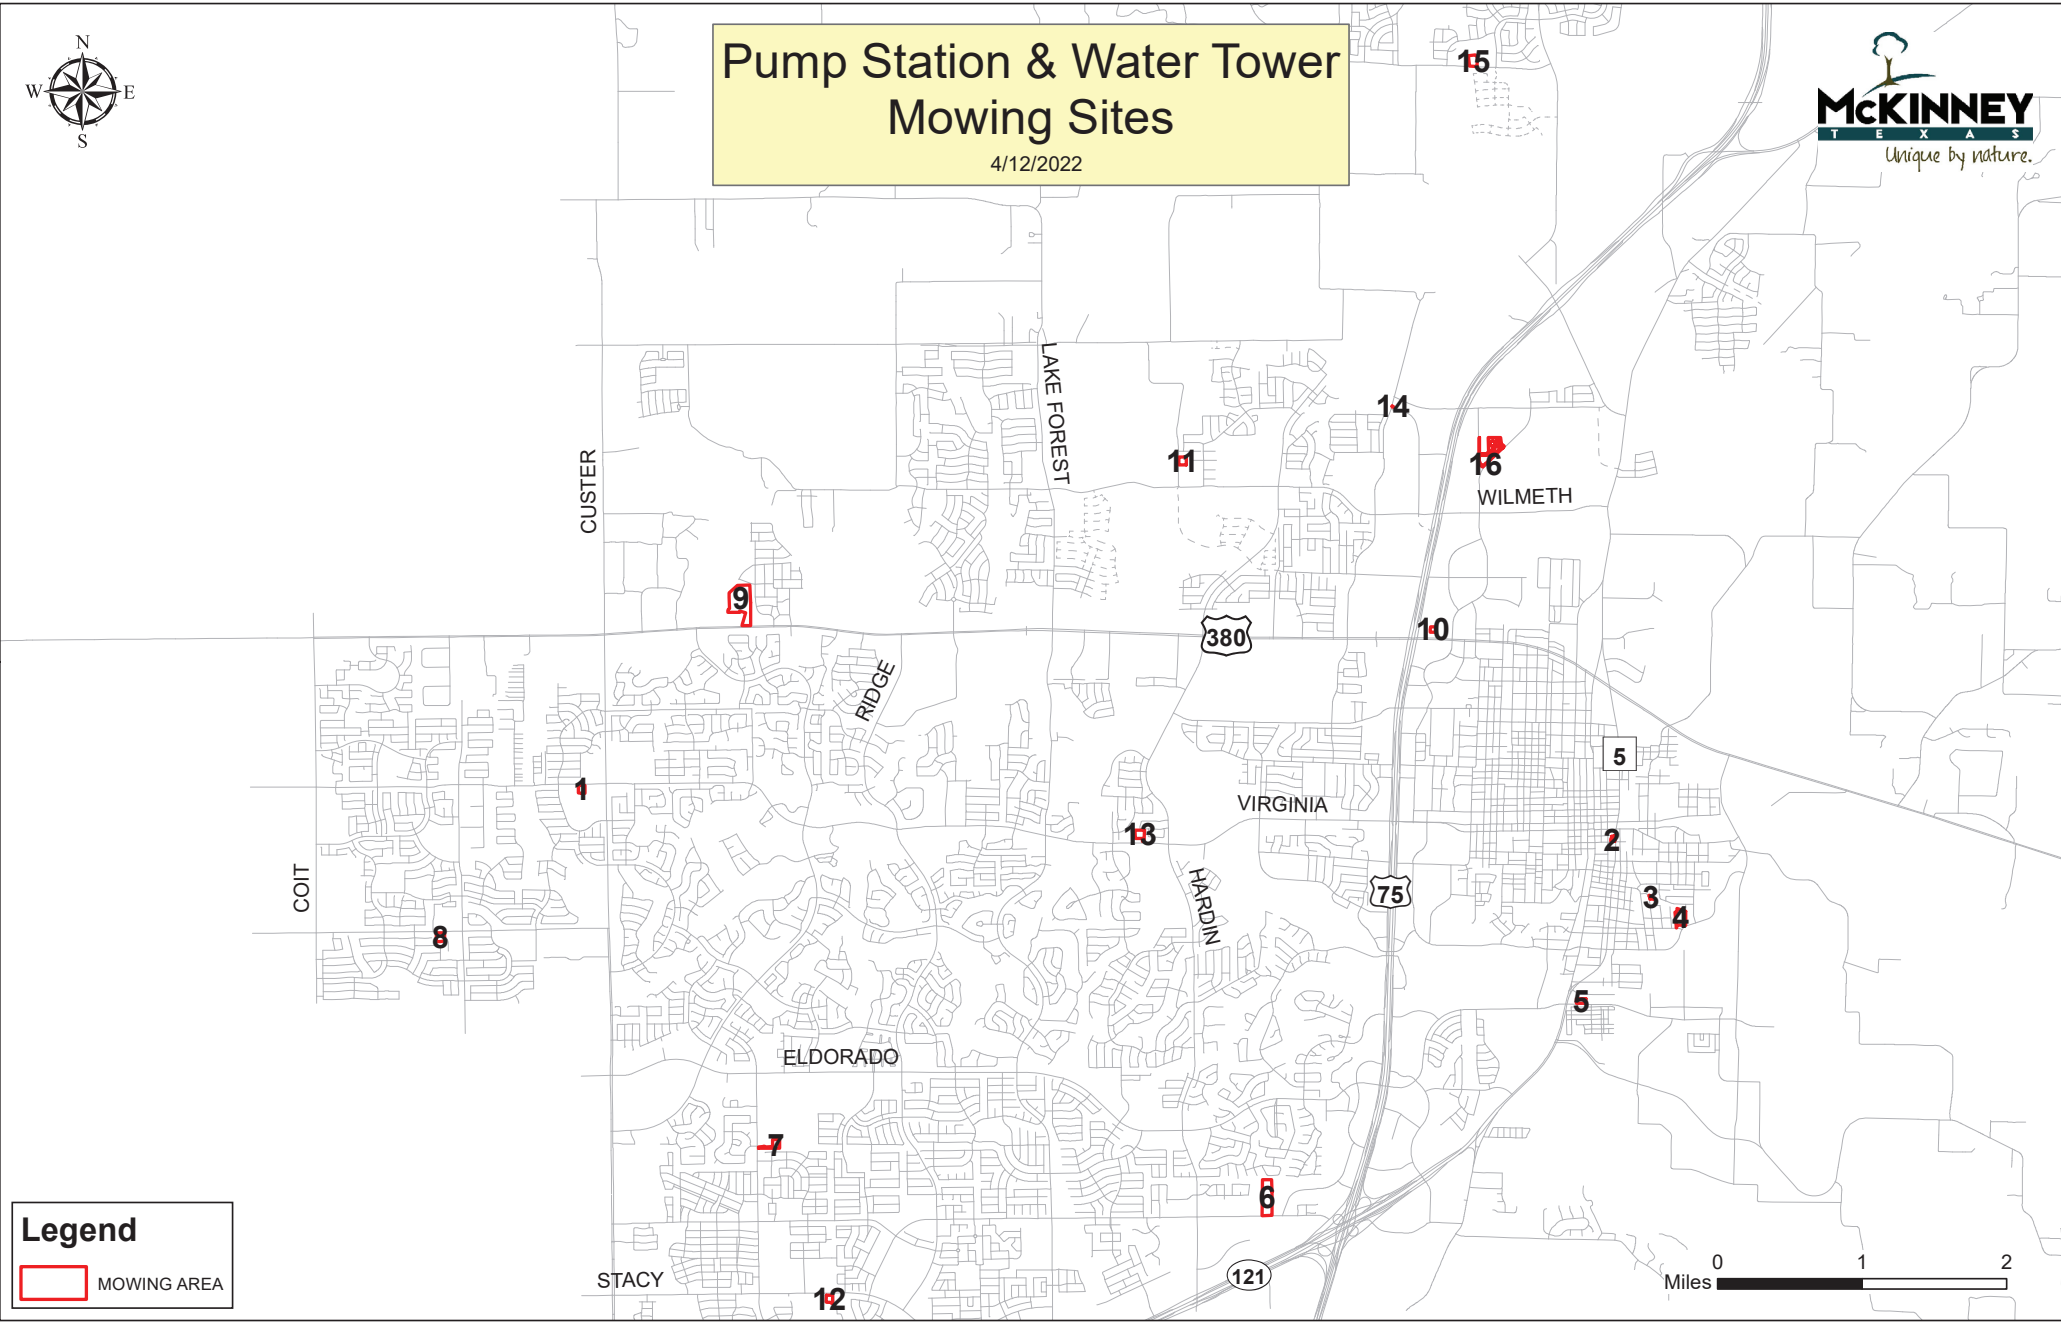 Pump Station & Water Tower
Mowing Sites
4/12/2022
N
W
E
S
McKINNEY
TEXAS
Unique by nature.
15
LAKE FOREST
14
11
16
WILMETH
CUSTER
9
380
10
RIDGE
5
1
VIRGINIA
13
2
COIT
75
HARDIN
3
4
8
5
ELDORADO
7
6
STACY
12
121
Legend
MOWING AREA
0
1
2
Miles